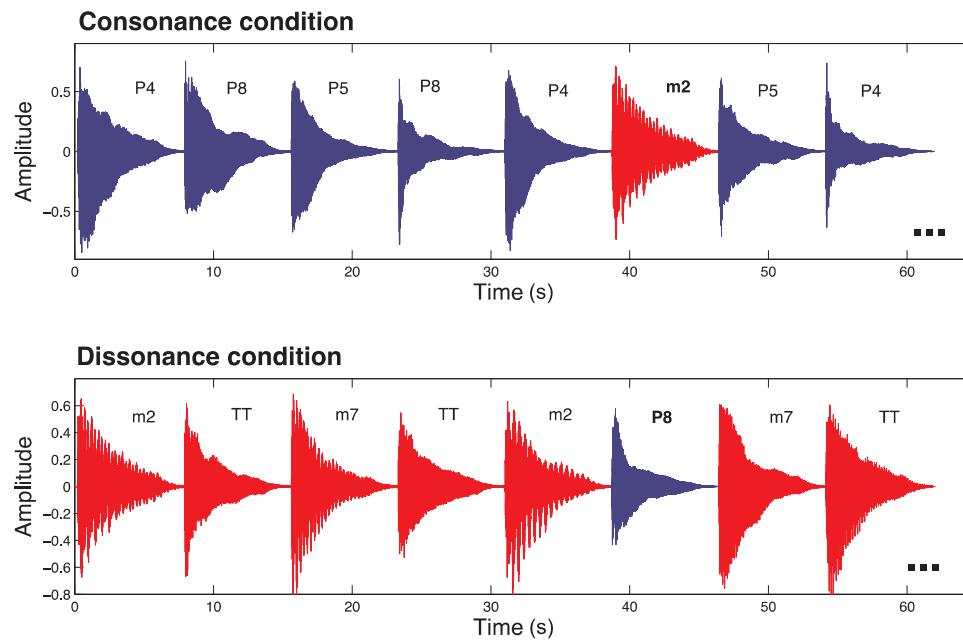 Consonance condition
P4 P8 P5 P8 P4 m2 P5 P4
0.5
0
−0.5
Amplitude
0 10 20 30 40 50 60
Time (s)
Dissonance condition
m2 TT m7 TT m2 P8 m7 TT
0.6
0.4
0.2
0
−0.2
−0.4
−0.6
−0.8
Amplitude
0 10 20 30 40 50 60
Time (s)